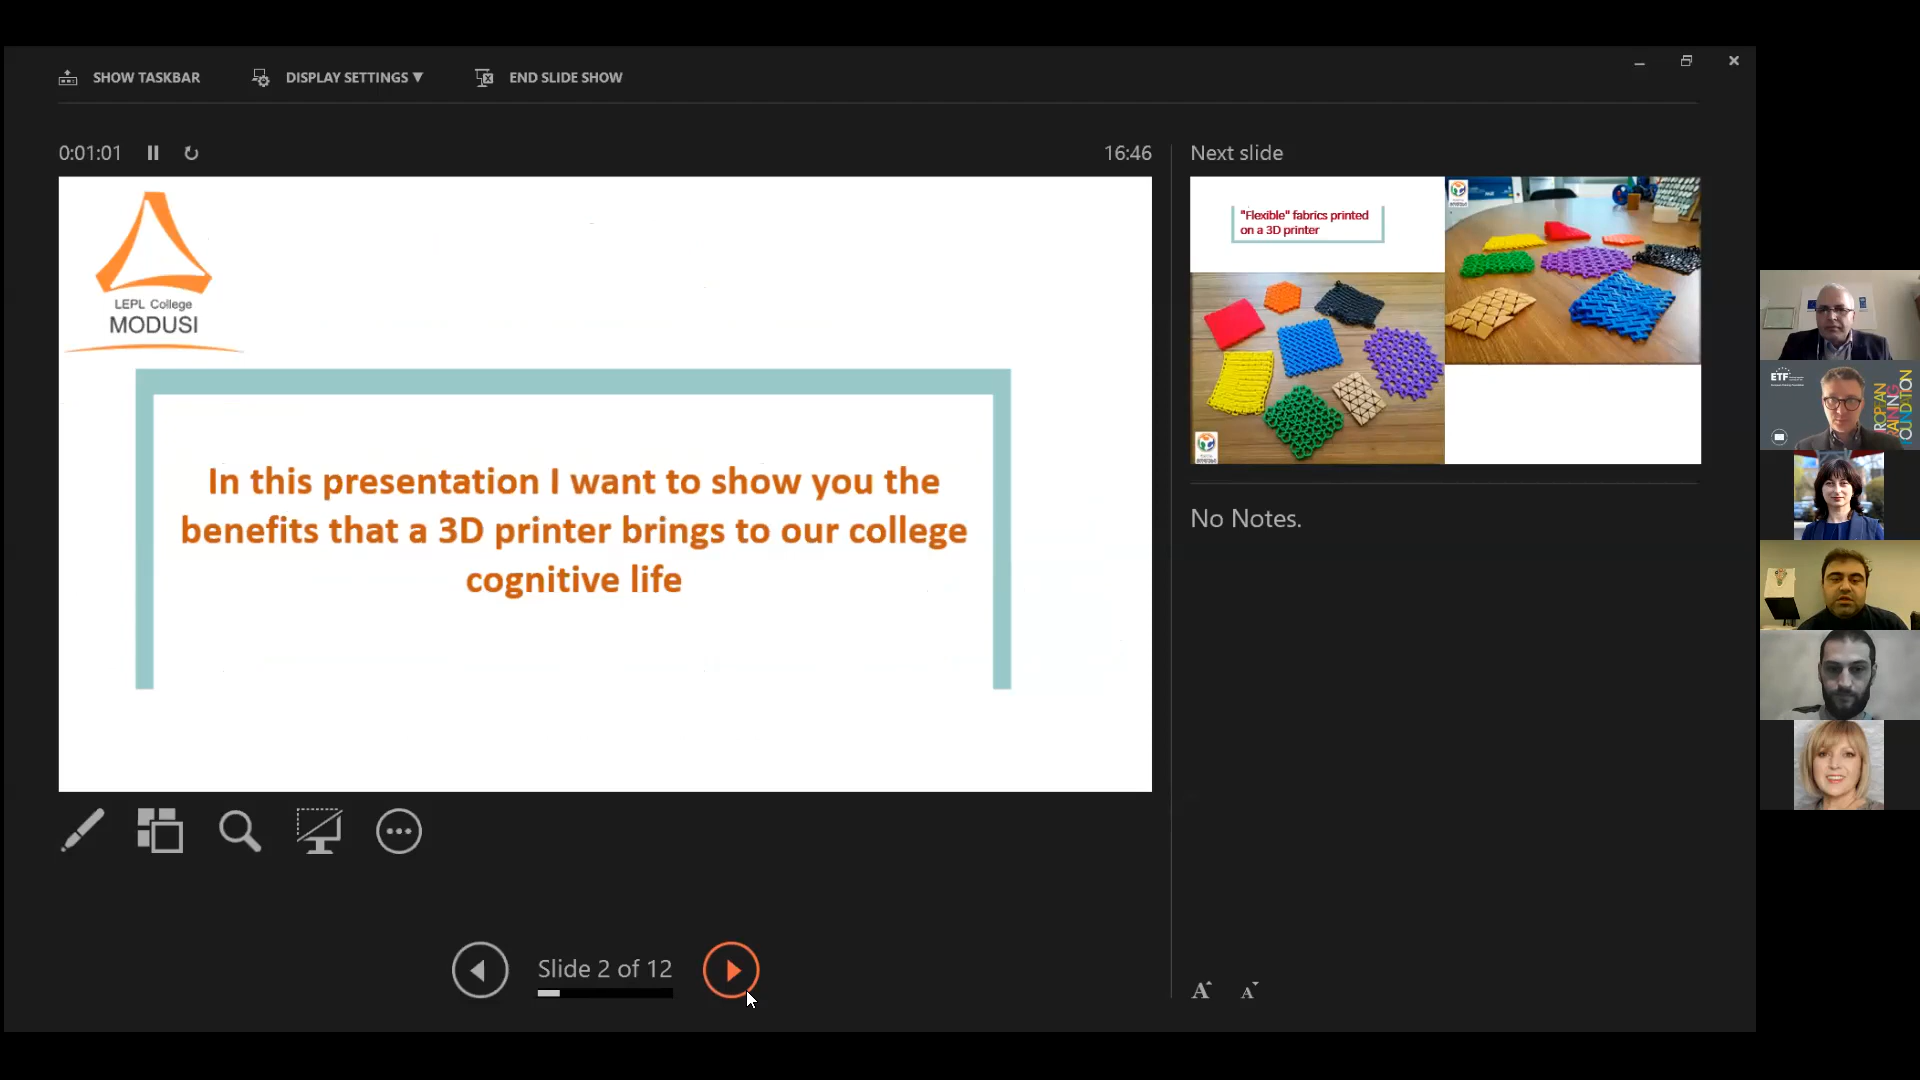 SHOW TASKBAR
DISPLAY SETTINGS ▼
END SLIDE SHOW
0:01:01
16:46
Next slide
LEPL College
MODUSI
In this presentation I want to show you the
benefits that a 3D printer brings to our college
cognitive life
"Flexible" fabrics printed
on a 3D printer
No Notes.
Slide 2 of 12
A
A
ETF